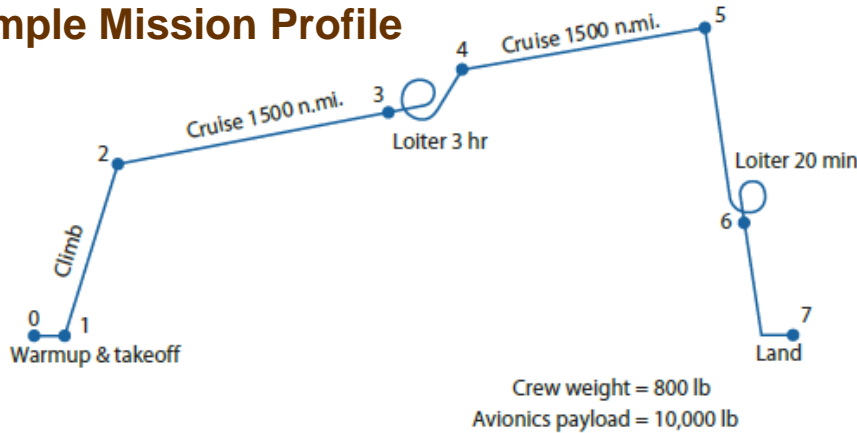 mple Mission Profile
5
4
Cruise 1500 n.mi.
3
Cruise 1500 n.mi.
Loiter 3 hr
2
Loiter 20 min
6
Climb
0
1
7
Warmup & takeoff
Land
Crew weight = 800 lb
Avionics payload = 10,000 lb